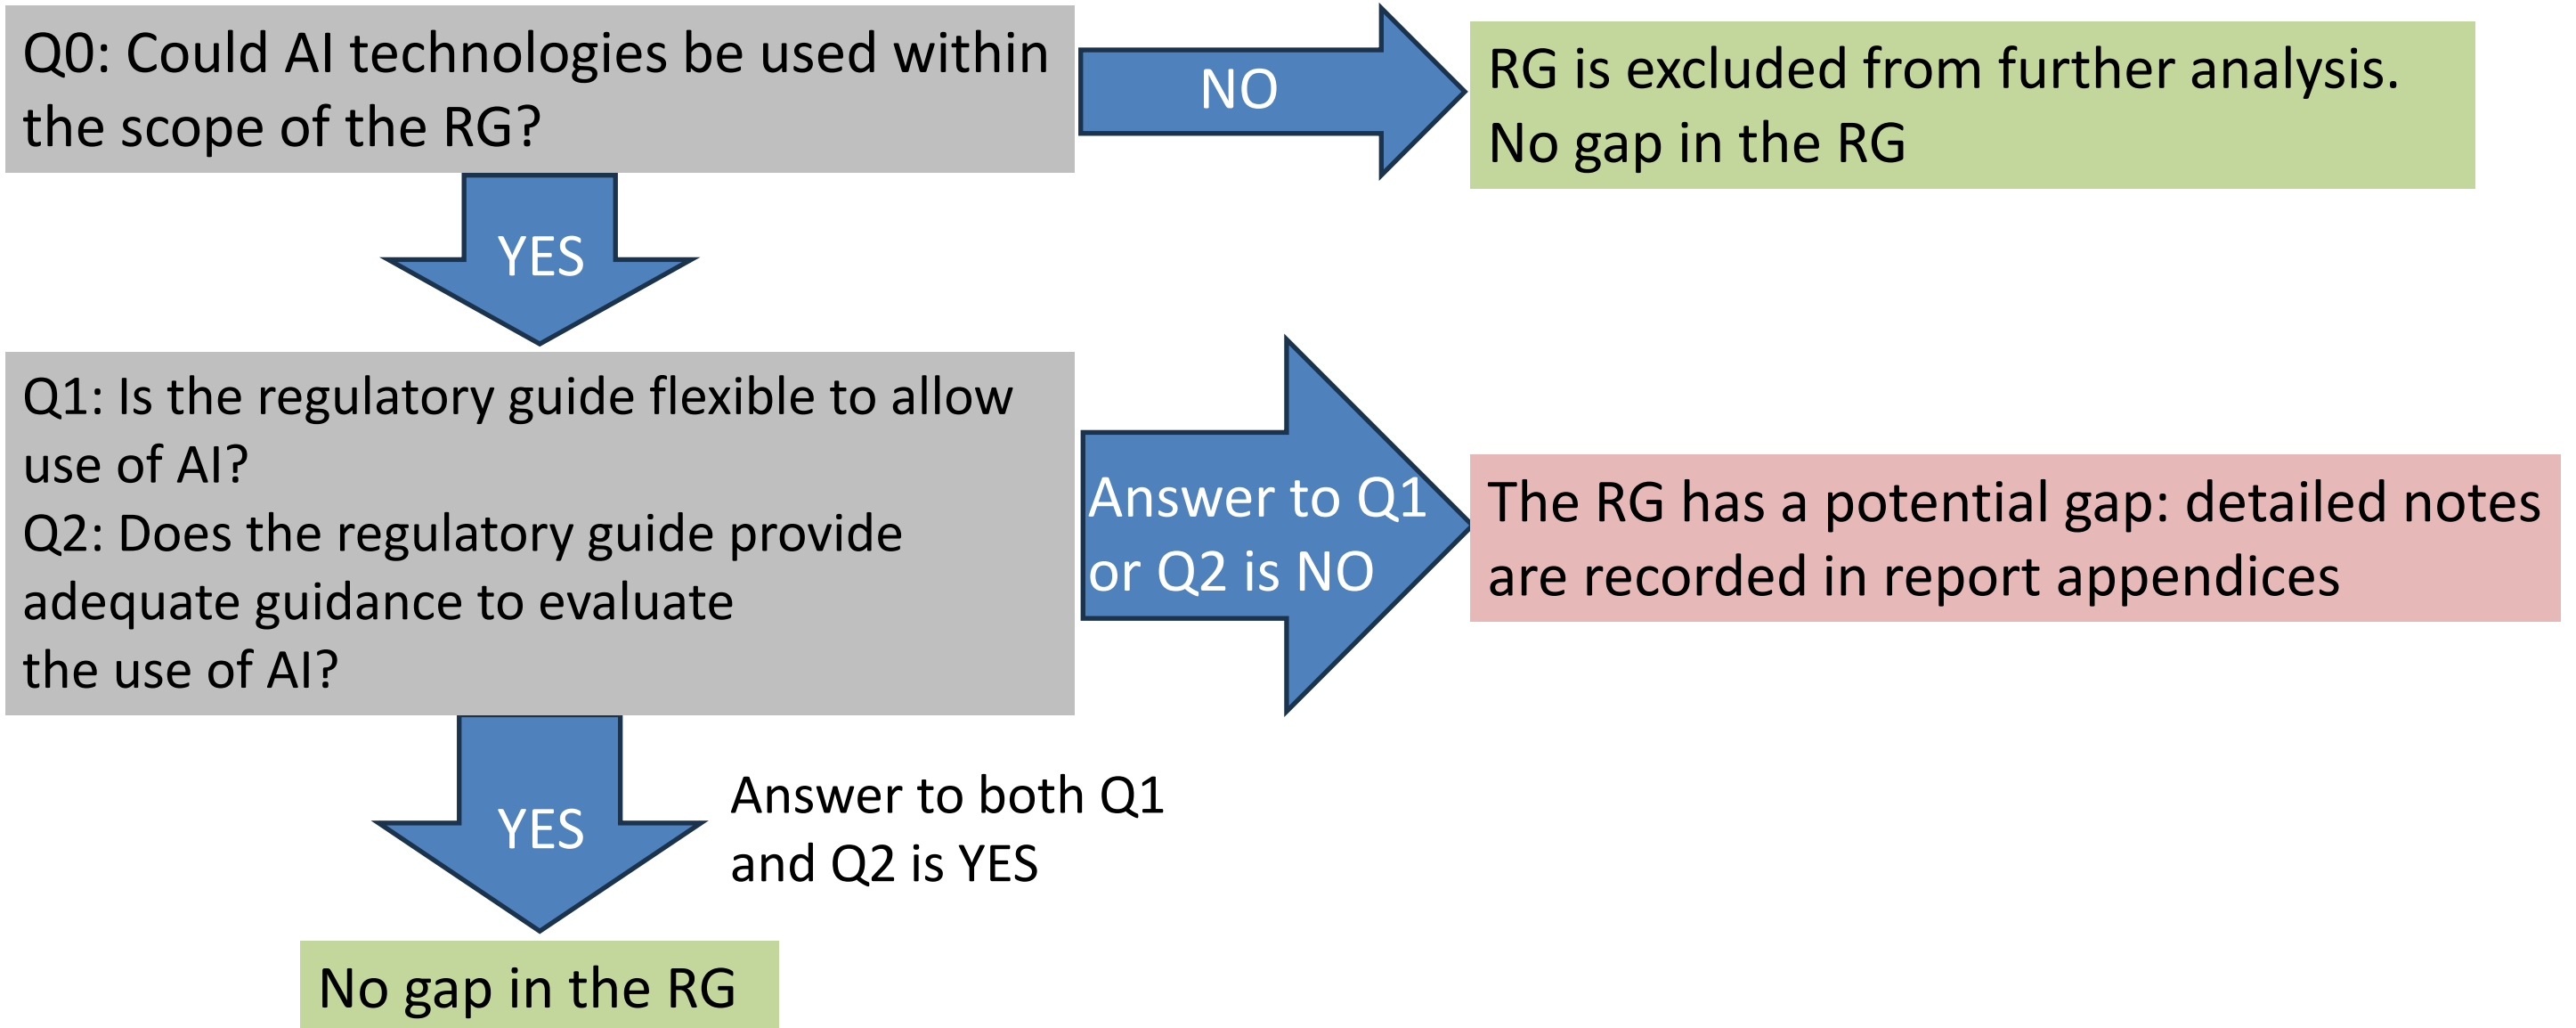 Q0: Could AI technologies be used within
the scope of the RG?
NO
RG is excluded from further analysis.
No gap in the RG
YES
Q1: Is the regulatory guide flexible to allow
use of AI?
Q2: Does the regulatory guide provide
adequate guidance to evaluate
the use of AI?
Answer to Q1
or Q2 is NO
The RG has a potential gap: detailed notes
are recorded in report appendices
YES
Answer to both Q1
and Q2 is YES
No gap in the RG